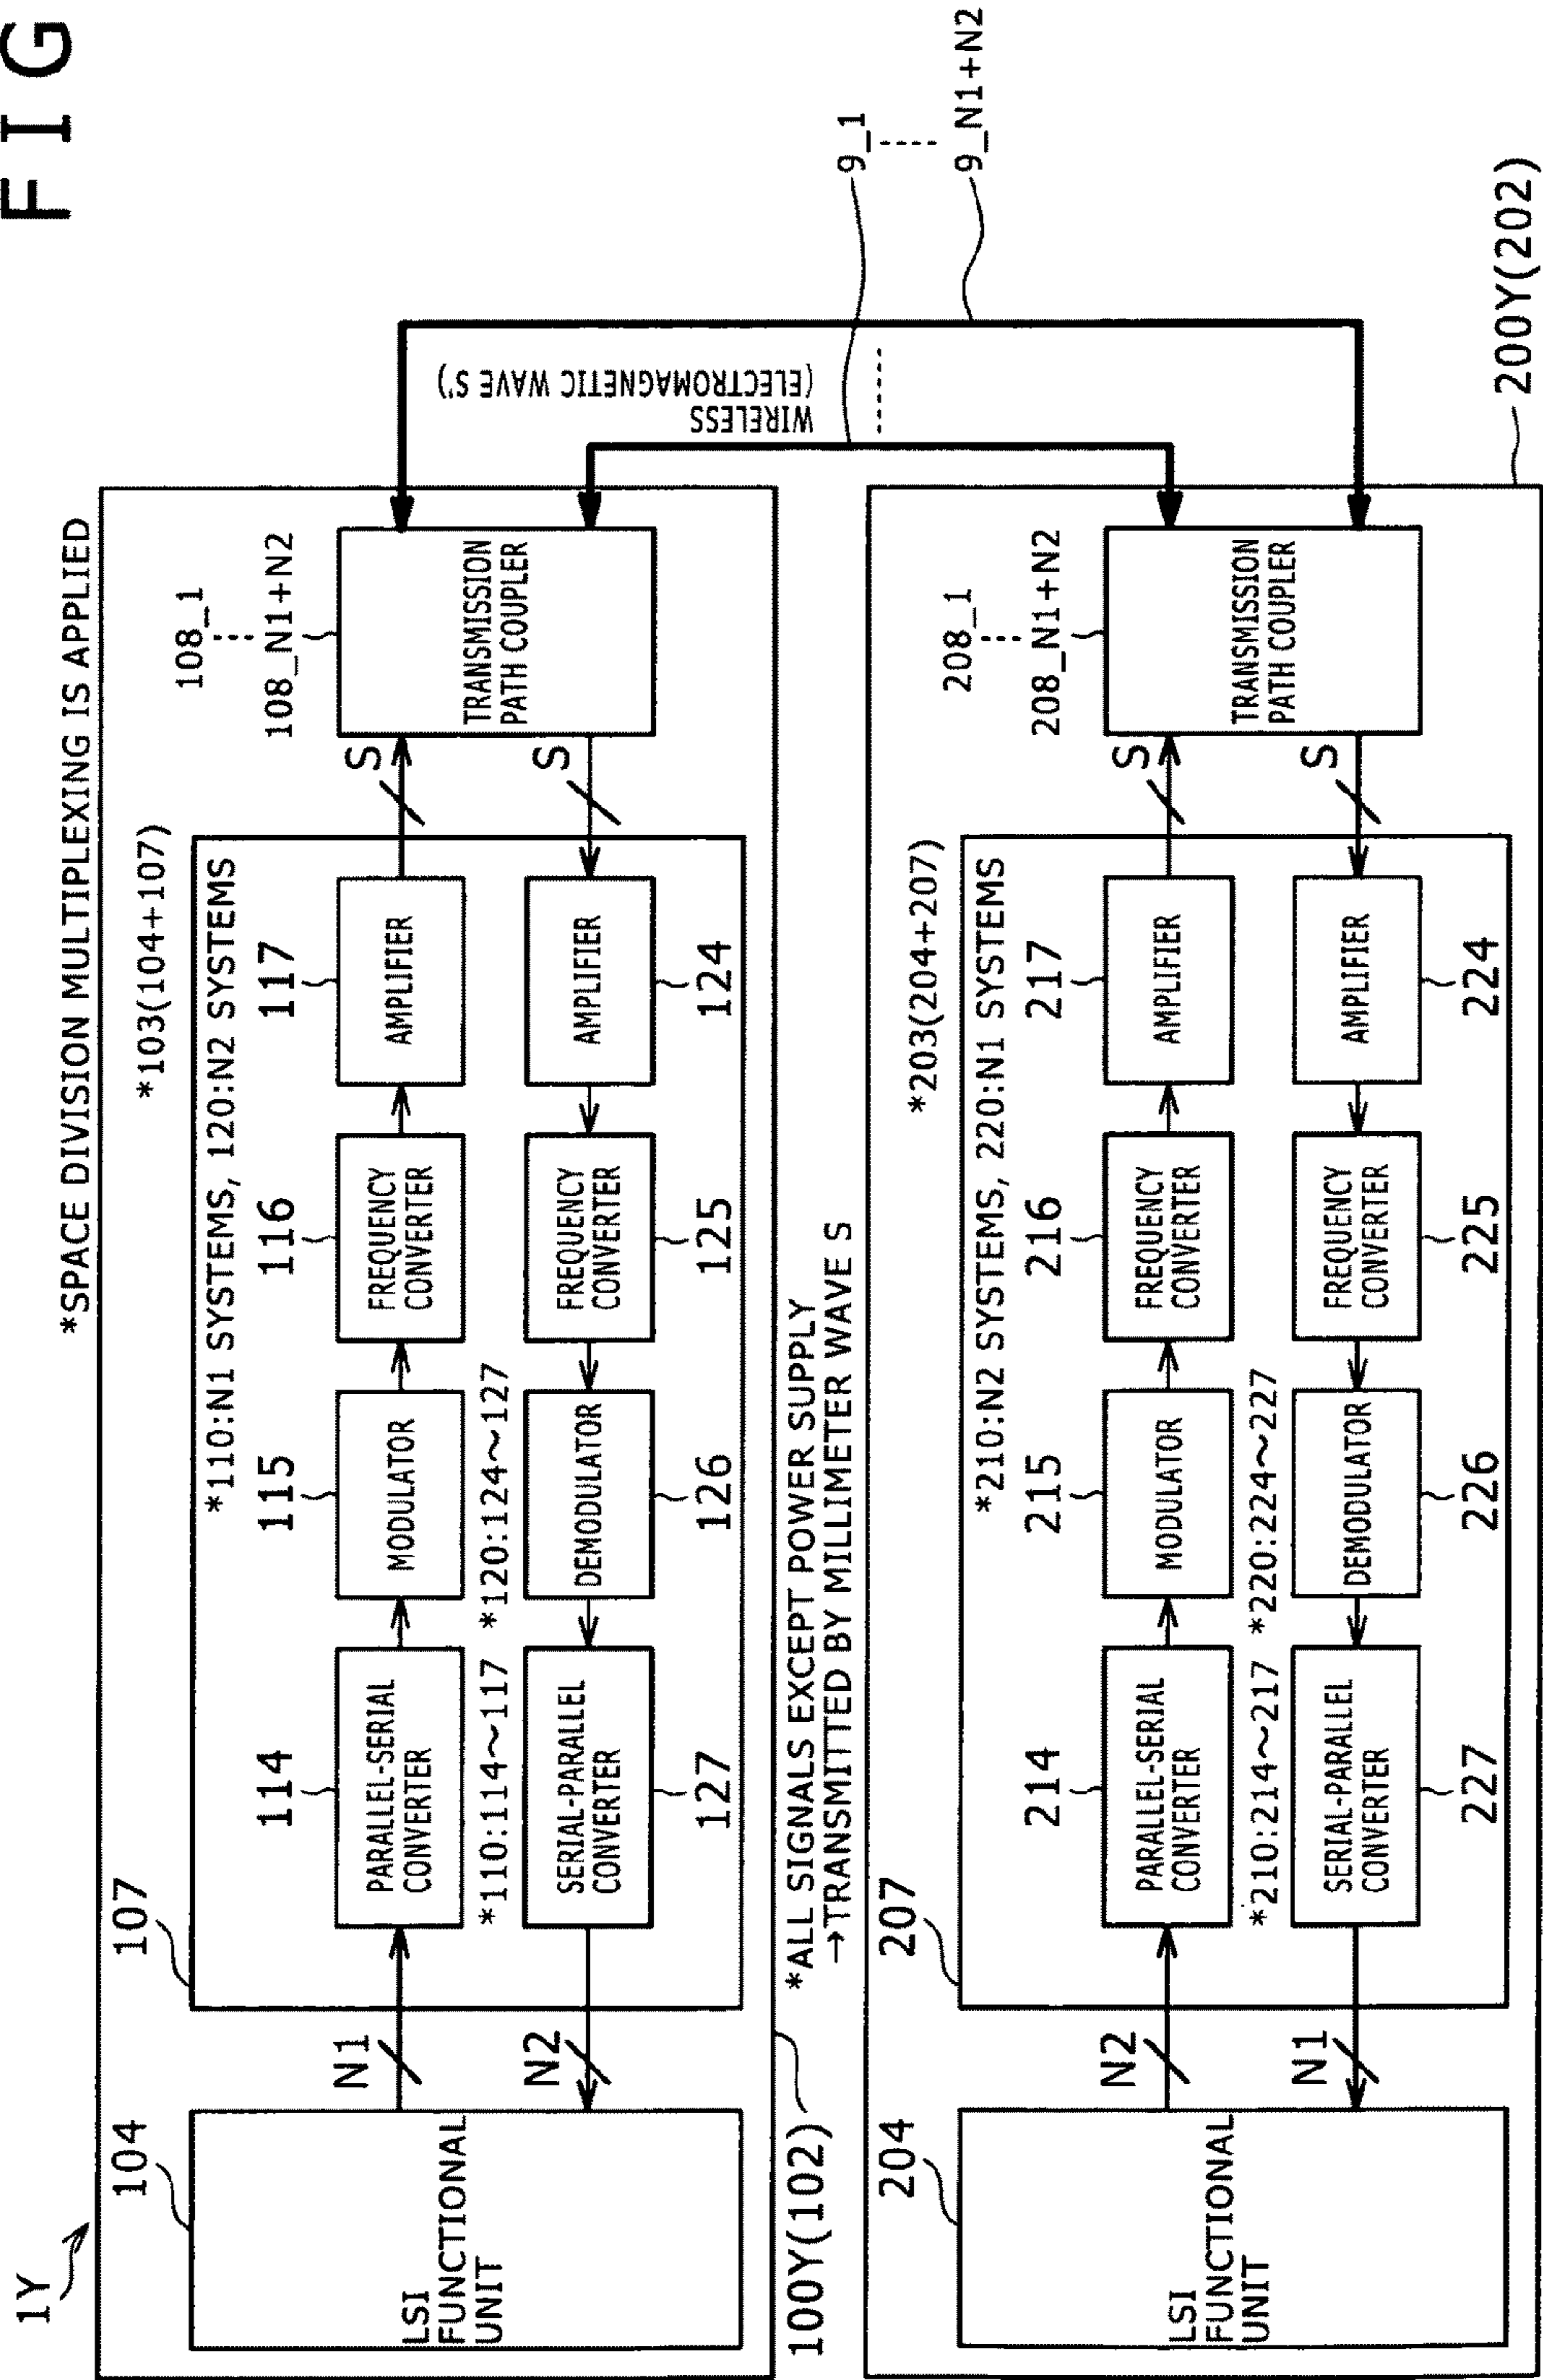 FIG
1Y
*SPACE DIVISION MULTIPLEXING IS APPLIED
104
107
*103(104+107)
108_1
108_N1+N2
*110:N1 SYSTEMS, 120:N2 SYSTEMS
114
115
116
117
LSI
FUNCTIONAL
UNIT
N1
PARALLEL-SERIAL
CONVERTER
MODULATOR
FREQUENCY
CONVERTER
AMPLIFIER
S
TRANSMISSION
PATH COUPLER
*110:114～117
*120:124～127
N2
SERIAL-PARALLEL
CONVERTER
DEMODULATOR
FREQUENCY
CONVERTER
AMPLIFIER
S
127
126
125
124
100Y(102)
*ALL SIGNALS EXCEPT POWER SUPPLY
→TRANSMITTED BY MILLIMETER WAVE S
WIRELESS
(ELECTROMAGNETIC WAVE S')
9_1
9_N1+N2
204
207
*203(204+207)
208_1
208_N1+N2
*210:N2 SYSTEMS, 220:N1 SYSTEMS
214
215
216
217
LSI
FUNCTIONAL
UNIT
N2
PARALLEL-SERIAL
CONVERTER
MODULATOR
FREQUENCY
CONVERTER
AMPLIFIER
S
TRANSMISSION
PATH COUPLER
*210:214～217
*220:224～227
N1
SERIAL-PARALLEL
CONVERTER
DEMODULATOR
FREQUENCY
CONVERTER
AMPLIFIER
S
227
226
225
224
200Y(202)